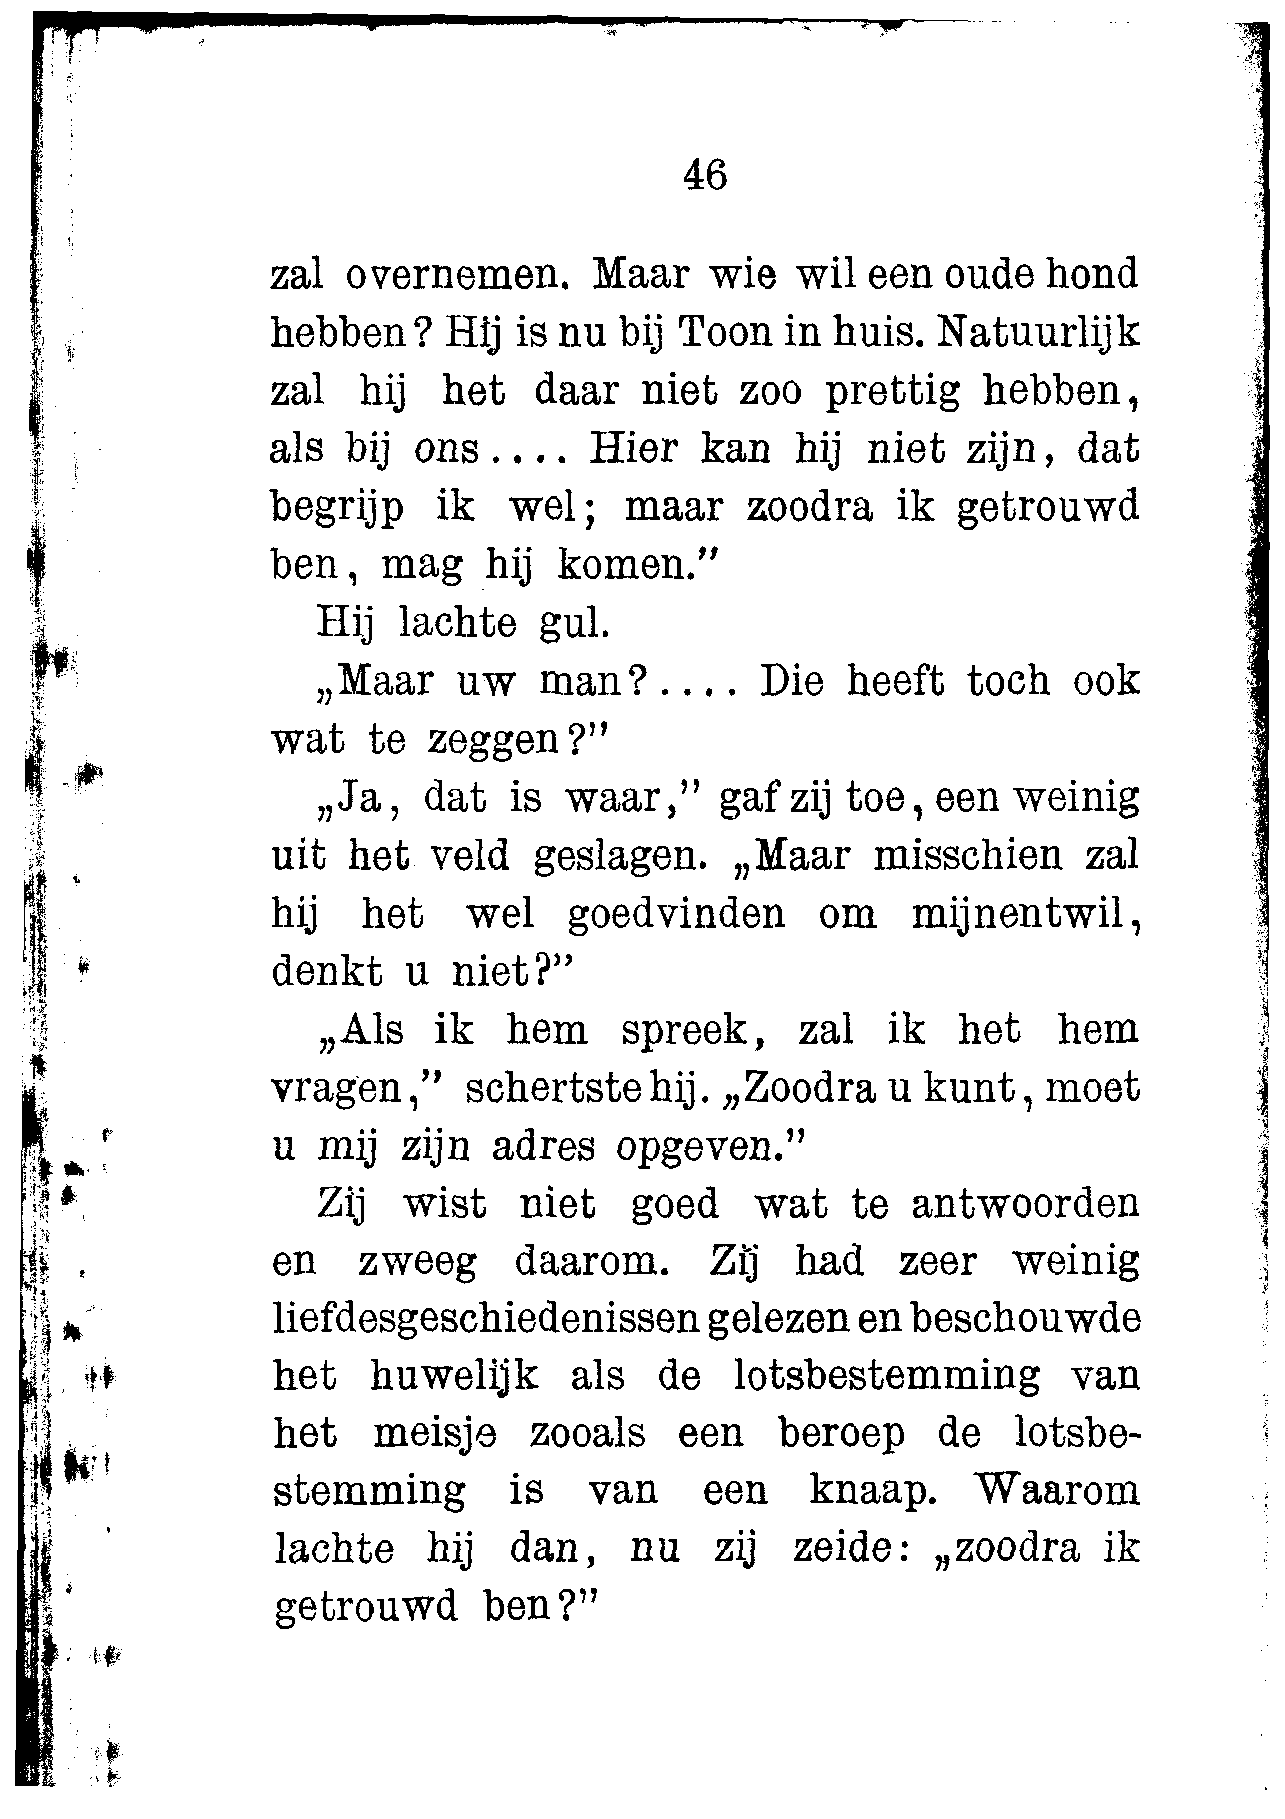 46
zal overnemen. Maar wie wil een oude hond
hebben? Hij is nu bij Toon in huis. Natuurlijk
zal hij het daar niet zoo prettig hebben,
als bij ons.... Hier kan hij niet zijn, dat
begrijp ik wel; maar zoodra ik getrouwd
ben, mag hij komen.”
Hij lachte gul.
„Maar uw man?.... Die heeft toch ook
wat te zeggen?”
„Ja, dat is waar,” gaf zij toe, een weinig
uit het veld geslagen. „Maar misschien zal
hij het wel goedvinden om mijnentwil,
denkt u niet?”
„Als ik hem spreek, zal ik het hem
vragen,” schertste hij. „Zoodra u kunt, moet
u mij zijn adres opgeven.”
Zij wist niet goed wat te antwoorden
en zweeg daarom. Zij had zeer weinig
liefdesgeschiedenissen gelezen en beschouwde
het huwelijk als de lotsbestemming van
het meisje zooals een beroep de lotsbe-
stemming is van een knaap. Waarom
lachte hij dan, nu zij zeide: „zoodra ik
getrouwd ben?”